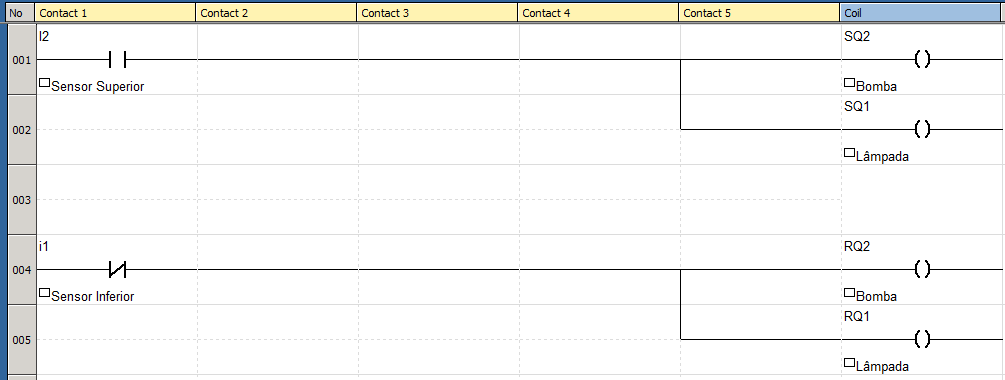 No Contact 1 Contact 2 Contact 3 Contact 4 Contact 5 Coil
I2 SQ2
001
Sensor Superior Bomba
SQ1
002
Lâmpada
003
i1 RQ2
004
Sensor Inferior Bomba
RQ1
005
Lâmpada